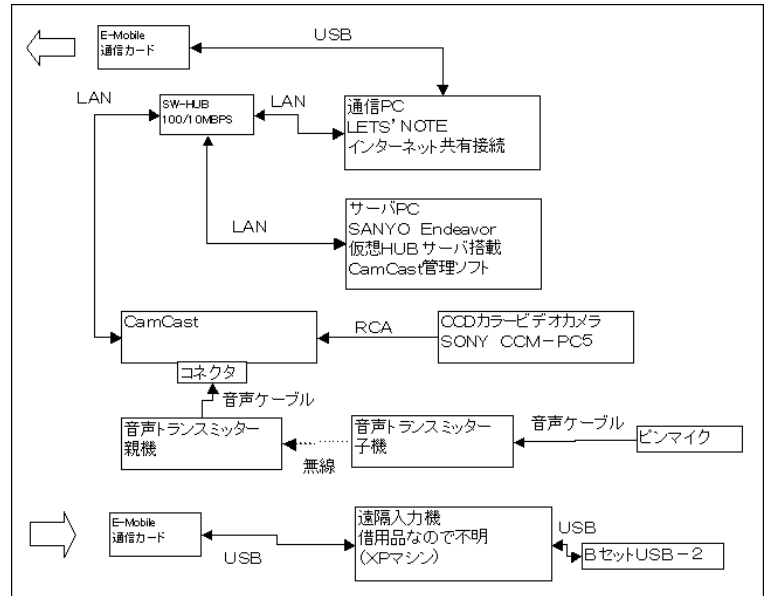 E-Mobile
通信カード
USB
LAN
SW-HUB
100/10MBPS
LAN
通信PC
LETS' NOTE
インターネット共有接続
LAN
サーバPC
SANYO Endeavor
仮想HUBサーバ搭載
CamCast管理ソフト
CamCast
RCA
CCDカラービデオカメラ
SONY CCM-PC5
コネクタ
音声ケーブル
音声トランスミッター
親機
無線
音声トランスミッター
子機
音声ケーブル
ピンマイク
E-Mobile
通信カード
USB
遠隔入力機
借用品なので不明
(XPマシン)
USB
BセットUSB-2